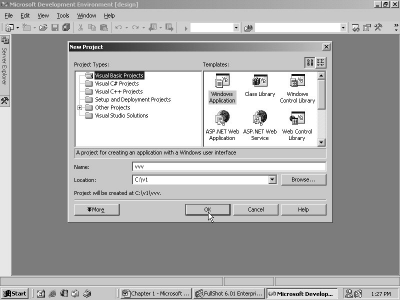 Microsoft Development Environment [design]
File Edit View Tools Window Help
Server Explorer
New Project
Project Types:
Templates:
Visual Basic Projects
Visual C# Projects
Visual C++ Projects
Setup and Deployment Projects
Other Projects
Visual Studio Solutions
Windows Application
Class Library
Windows Control Library
ASP.NET Web Application
ASP.NET Web Service
Web Control Library
A project for creating an application with a Windows user interface
Name: vvv
Location: C:\v1
Browse...
Project will be created at C:\v1\vvv.
More
OK
Cancel
Help
Start
Chapter 1 - Microsoft ...
FullShot 6.01 Enterpri...
Microsoft Develop...
1:27 PM